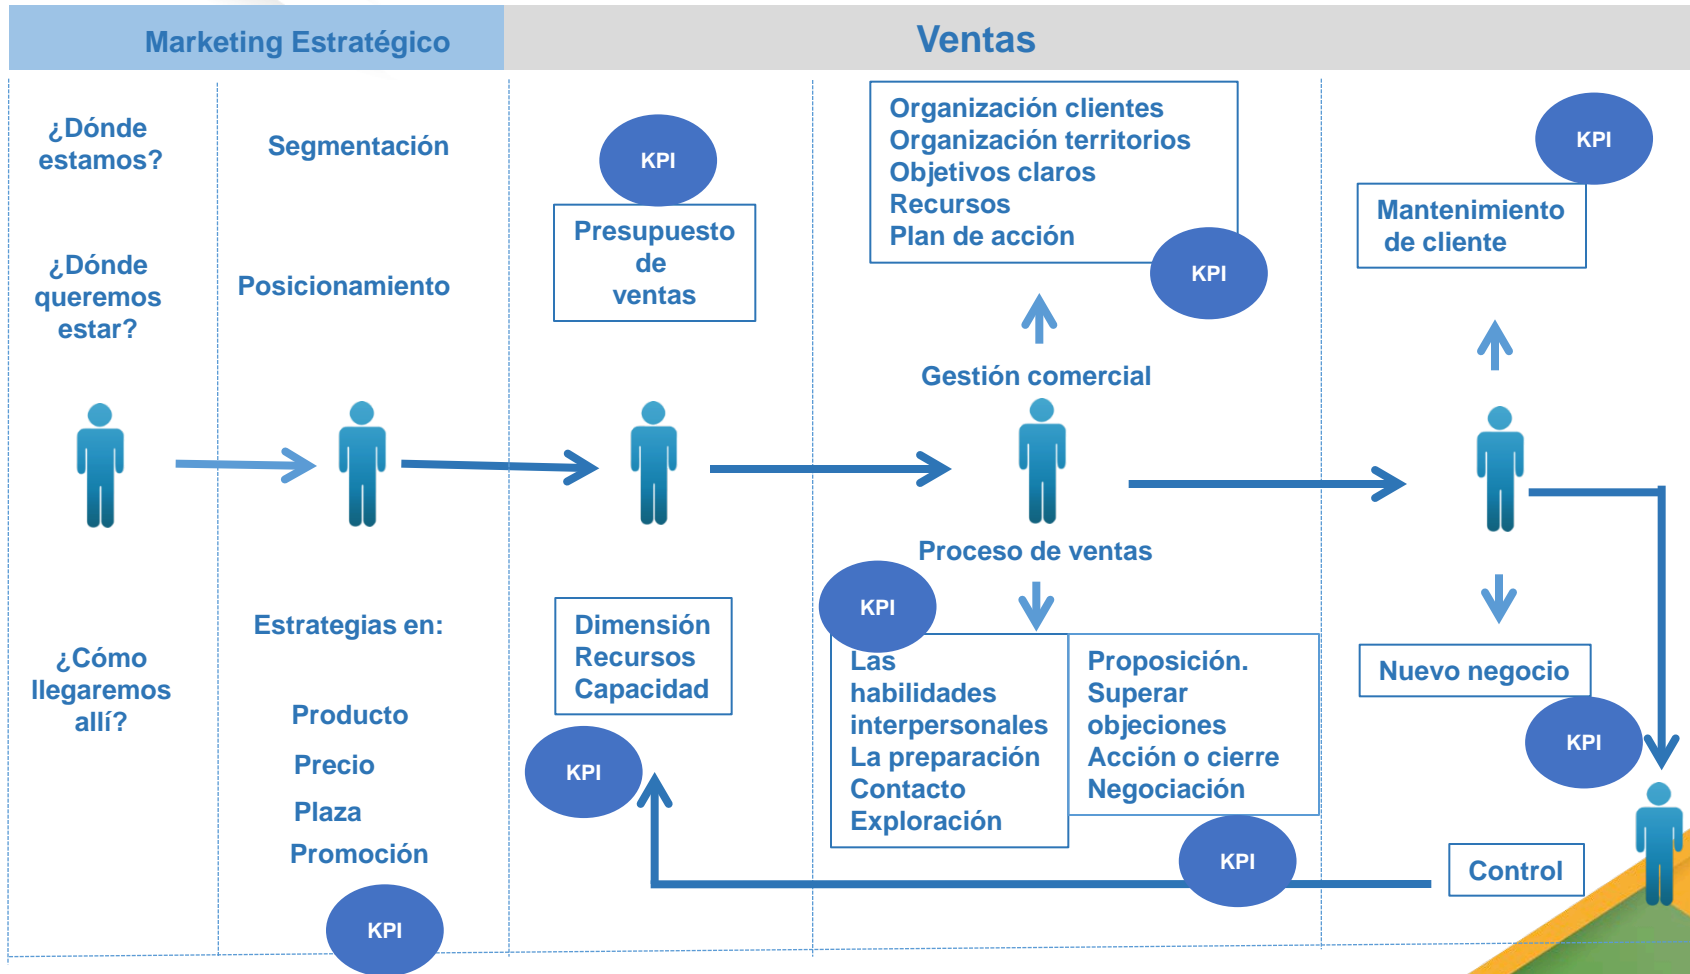 Marketing Estratégico
Ventas
¿Dónde
estamos?
¿Dónde
queremos
estar?
¿Cómo
llegaremos
allí?
Segmentación
Posicionamiento
Estrategias en:
Producto
Precio
Plaza
Promoción
KPI
KPI
Presupuesto
de
ventas
Dimensión
Recursos
Capacidad
KPI
Organización clientes
Organización territorios
Objetivos claros
Recursos
Plan de acción
KPI
Gestión comercial
Proceso de ventas
KPI
Las
habilidades
interpersonales
La preparación
Contacto
Exploración
Proposición.
Superar
objeciones
Acción o cierre
Negociación
KPI
KPI
Mantenimiento
de cliente
Nuevo negocio
KPI
Control